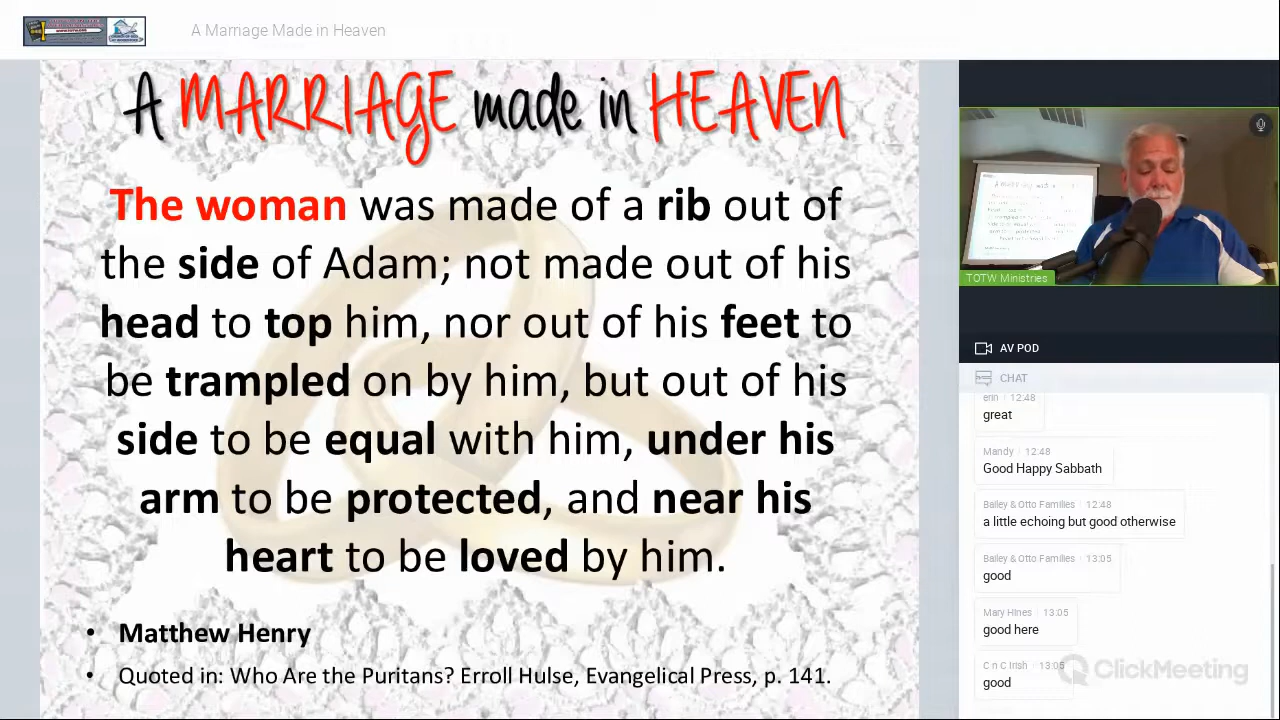 A Marriage Made in Heaven
A MARRIAGE made in HEAVEN
The woman was made of a rib out of
the side of Adam; not made out of his
head to top him, nor out of his feet to
be trampled on by him, but out of his
side to be equal with him, under his
arm to be protected, and near his
heart to be loved by him.
• Matthew Henry
• Quoted in: Who Are the Puritans? Erroll Hulse, Evangelical Press, p. 141.
TOTW Ministries
AV POD
CHAT
erin 12:48
great
Mandy 12:48
Good Happy Sabbath
Bailey & Otto Families 12:48
a little echoing but good otherwise
Bailey & Otto Families 13:05
good
Mary Hines 13:05
good here
C n C Irish 13:05
good
ClickMeeting